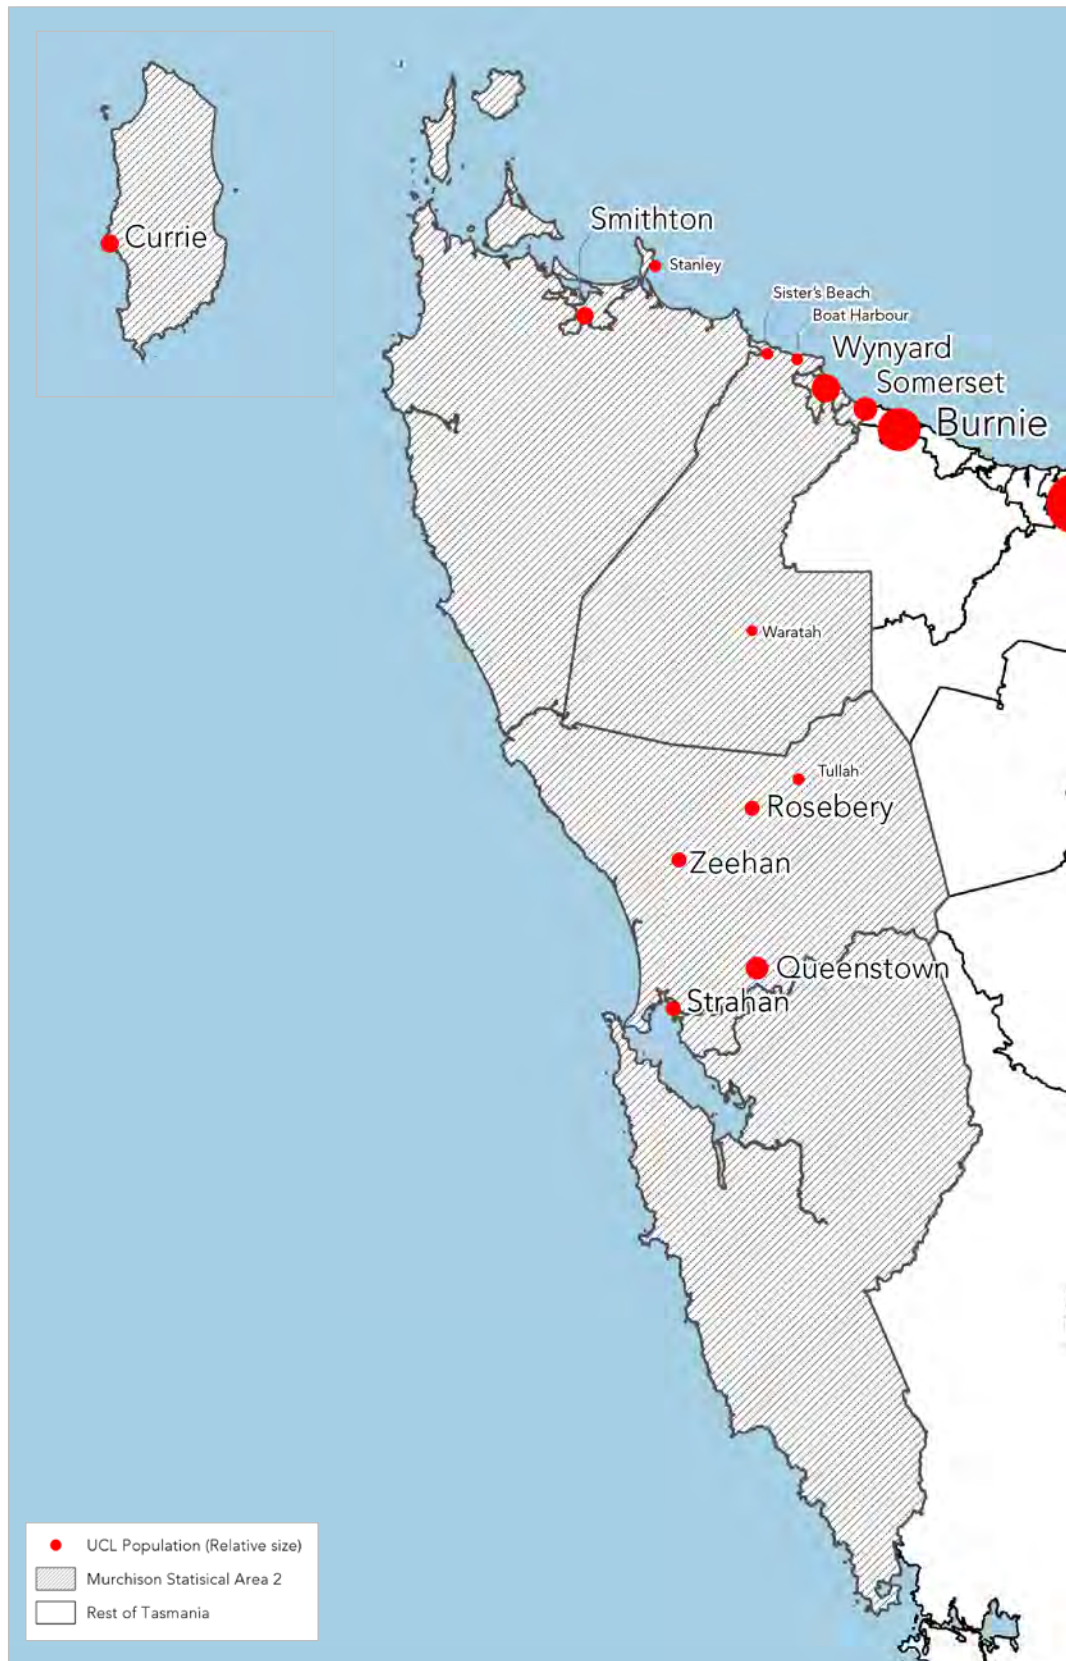 Currie
Smithton
Stanley
Sister's Beach
Boat Harbour
Wynyard
Somerset
Burnie
Waratah
Tullah
Rosebery
Zeehan
Queenstown
Strahan
UCL Population (Relative size)
Murchison Statisical Area 2
Rest of Tasmania